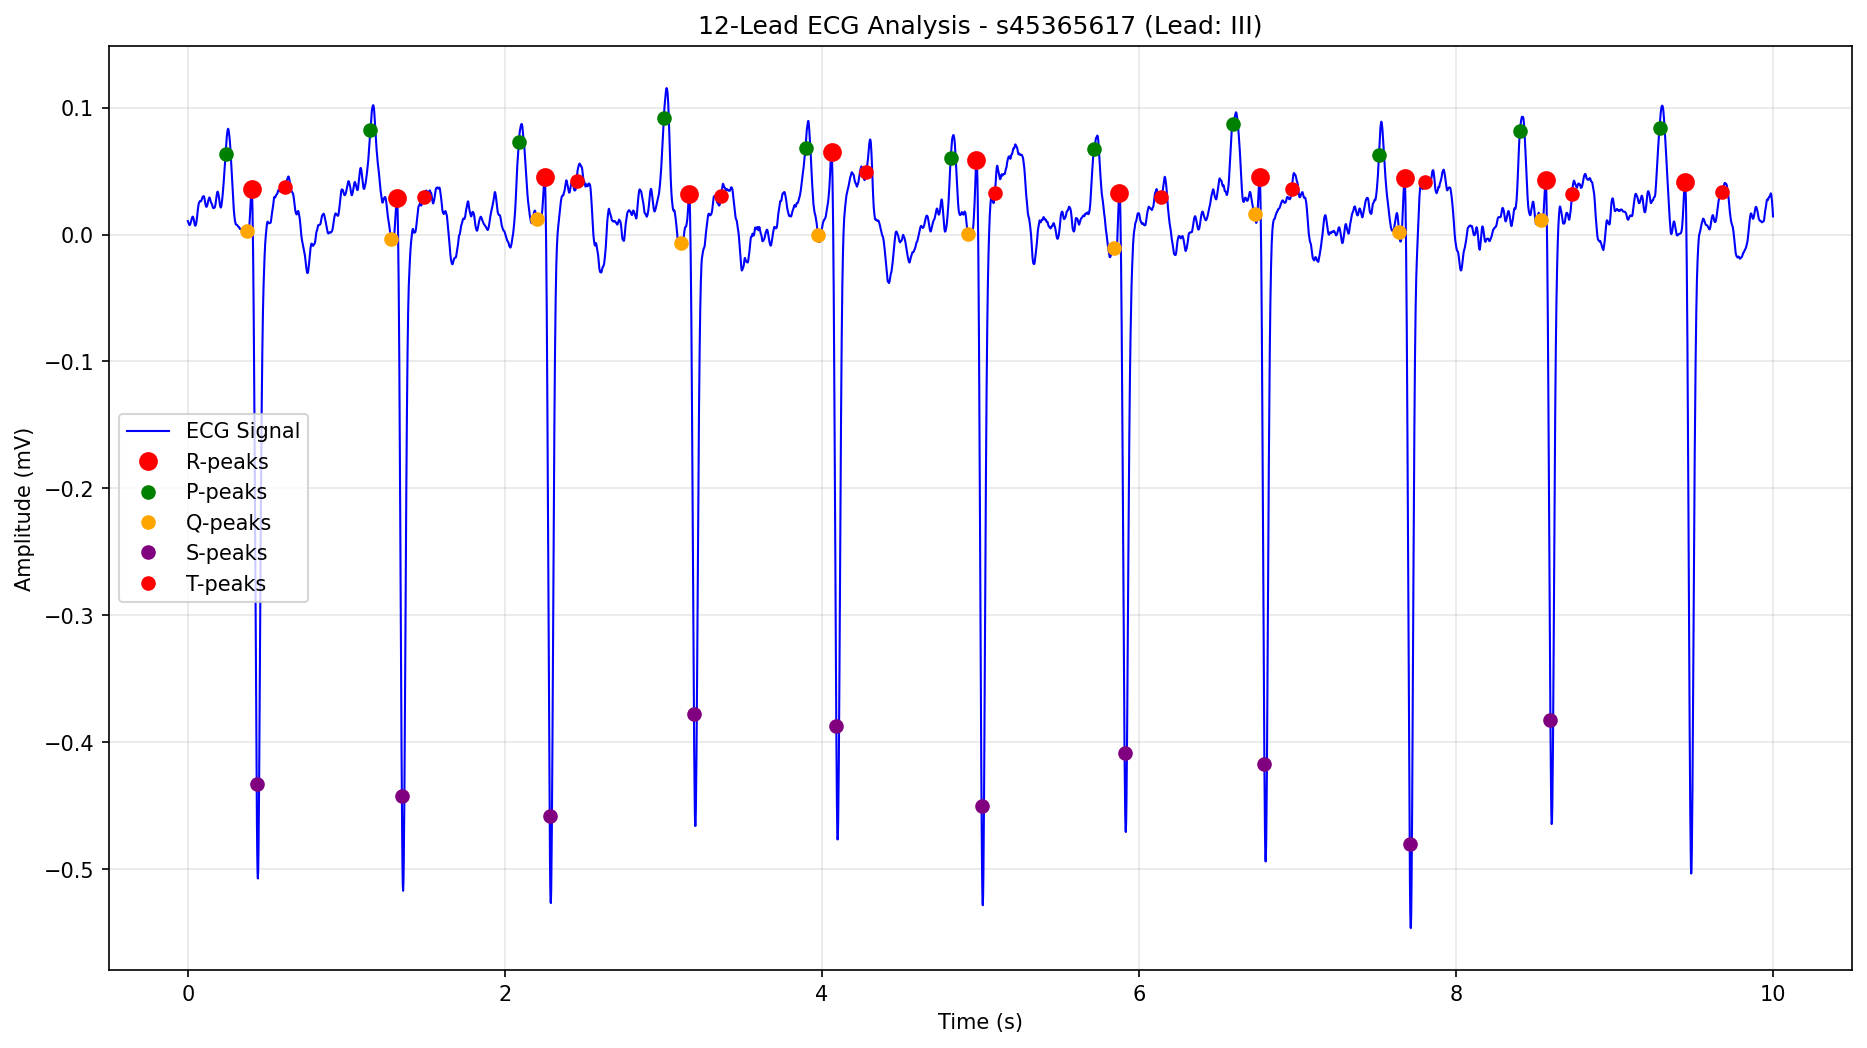 12-Lead ECG Analysis - s45365617 (Lead: III)
Amplitude (mV)
0.1
0.0
−0.1
−0.2
−0.3
−0.4
−0.5
ECG Signal
R-peaks
P-peaks
Q-peaks
S-peaks
T-peaks
0 2 4 6 8 10
Time (s)